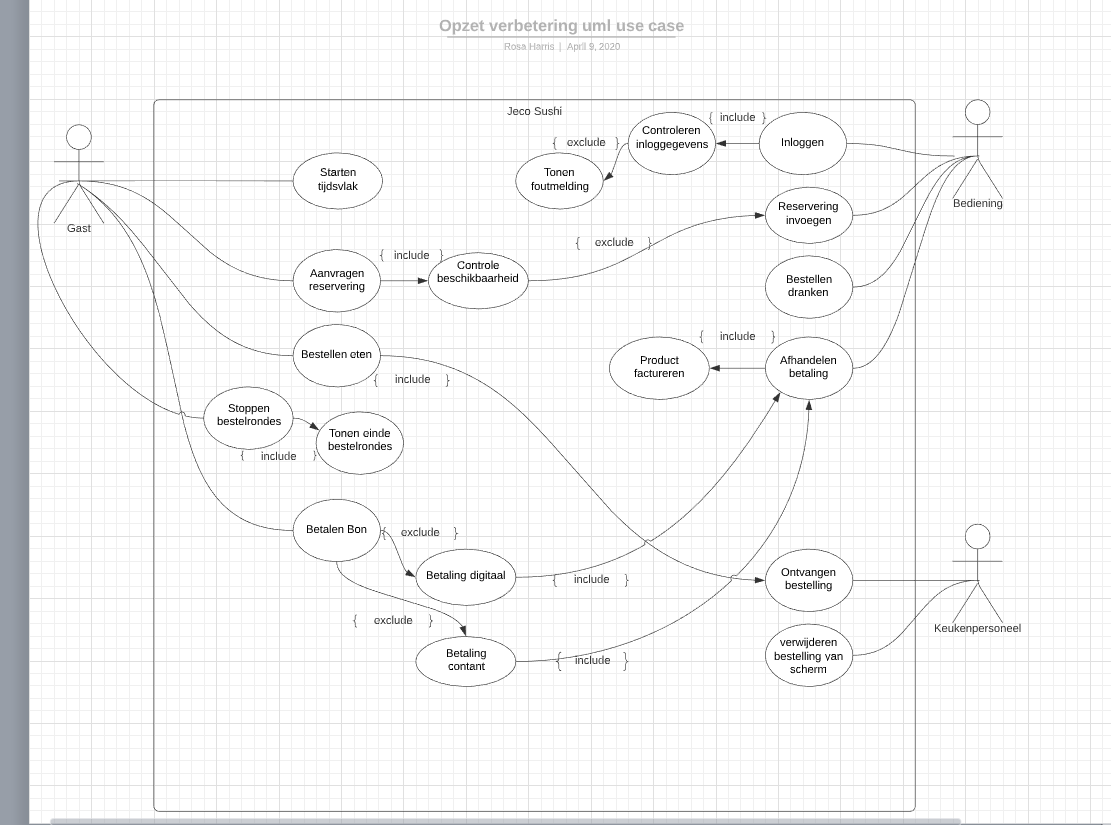 Opzet verbetering uml use case
Rosa Harris | April 9, 2020
Jeco Sushi
Gast
Bediening
Keukenpersoneel
Starten
tijdsvlak
{ exclude }
Tonen
foutmelding
Controleren
inloggegevens
{ include }
Inloggen
Reservering
invoegen
Aanvragen
reservering
{ include }
Controle
beschikbaarheid
{ exclude }
Bestellen
dranken
Bestellen eten
{ include }
Product
factureren
{ include }
Afhandelen
betaling
Stoppen
bestelrondes
{ include }
Tonen einde
bestelrondes
Betalen Bon
{ exclude }
Betaling digitaal
{ include }
Ontvangen
bestelling
{ exclude }
Betaling
contant
{ include }
verwijderen
bestelling van
scherm